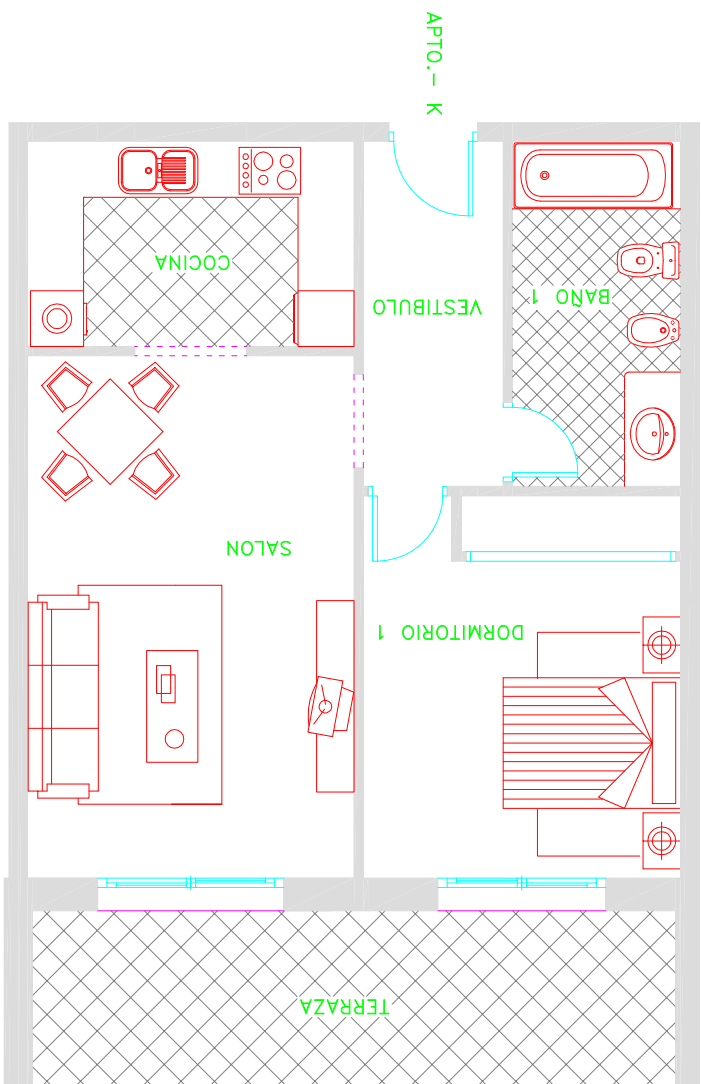 APTO.- K
COCINA
VESTIBULO
BAÑO 1
SALON
DORMITORIO 1
TERRAZA